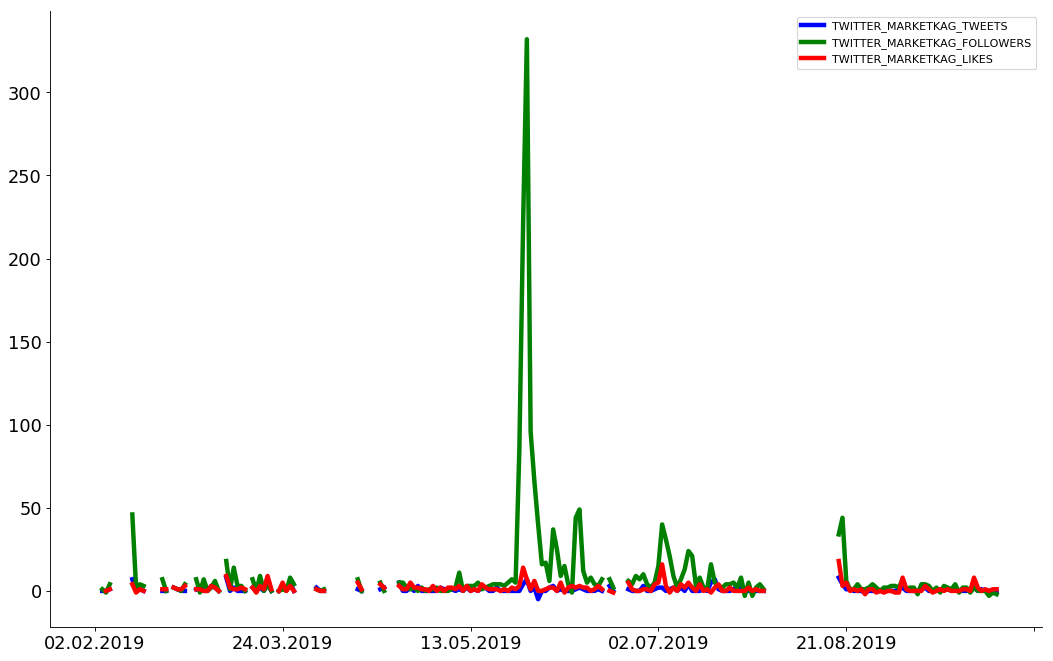 TWITTER_MARKETKAG_TWEETS
TWITTER_MARKETKAG_FOLLOWERS
TWITTER_MARKETKAG_LIKES
300
250
200
150
100
50
0
02.02.2019 24.03.2019 13.05.2019 02.07.2019 21.08.2019